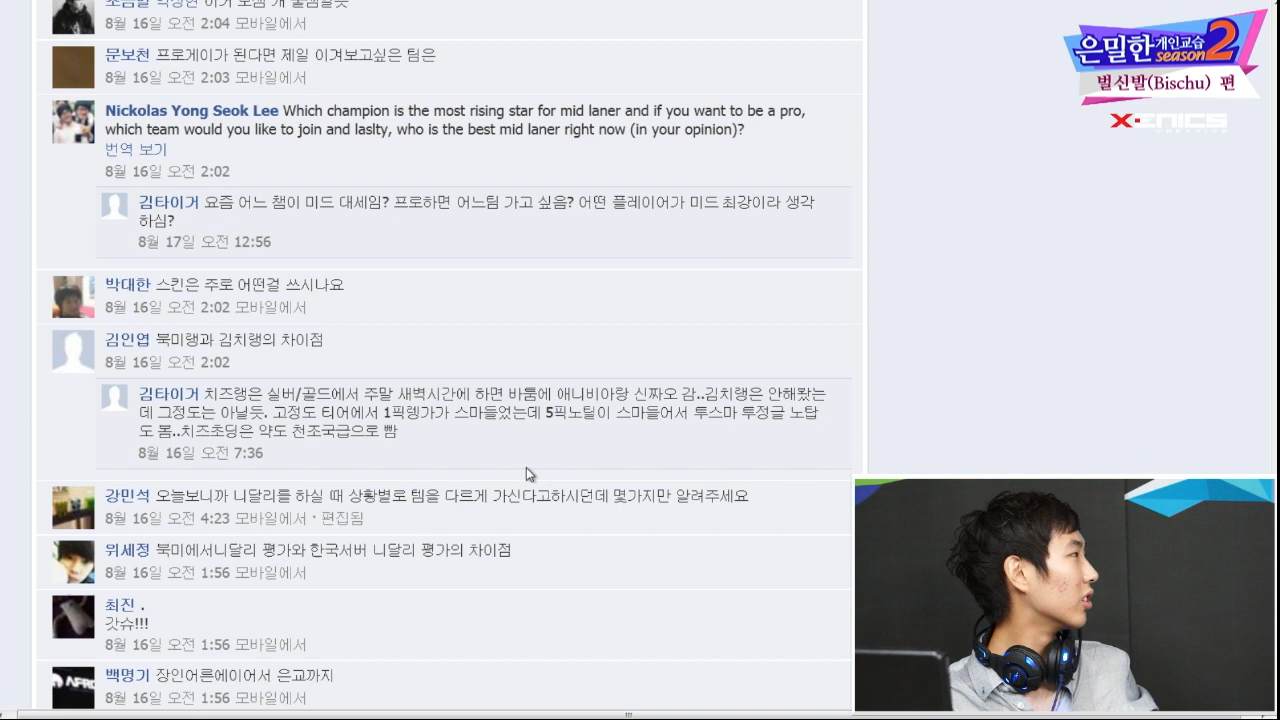 8월 16일 오전 2:04 모바일에서
문보건 프로게이가 된다면 잡고 이겨보고싶은사람
8월 16일 오전 2:03 모바일에서
Nickolas Yong Seok Lee Which champion is the most rising star for mid laner and if you want to be a pro,
which team would you like to join and laslty, who is the best mid laner right now (in your opinion)?
번역 보기
8월 16일 오전 2:02
김타이거 요즘 어느 챔이 미드 대세임? 프로하면 어느팀 가고 싶음? 어떤 플레이어가 미드 최강이라 생각
하심?
8월 17일 오전 12:56
박대한 스킨은 주로 어떤걸 쓰시나요
8월 16일 오전 2:02 모바일에서
김인엽 북미랭과 김치랭의 차이점
8월 16일 오전 2:02
김타이거 치즈랭은 실버/골드에서 주말 새벽시간에 하면 바툼에 애니비아랑 신짜오 감..김치랭은 안해봤는
데 그정도는 아닐듯. 고정도 티어에서 1픽렝가가 스마들었는데 5픽노틸이 스마들어서 투스마 투정글 노탑
도 봄..치즈초딩은 약도 천조국급으로 빰
8월 16일 오전 7:36
강민석 보니까 니달리를 하실 때 상황별로 템을 다르게 가신다고하시던데 몇가지만 알려주세요
8월 16일 오전 4:23 모바일에서 · 편집됨
위세정 북미에서니달리 평가와 한국서버 니달리 평가의 차이점
8월 16일 오전 1:56 모바일에서
최진 .
갓슈!!!
8월 16일 오전 1:56 모바일에서
백명기
8월 16일 오전 1:56 모바일에서
은밀한 개인교습 2
season
벌신발(Bischu) 편
XENICS
CREATIVE